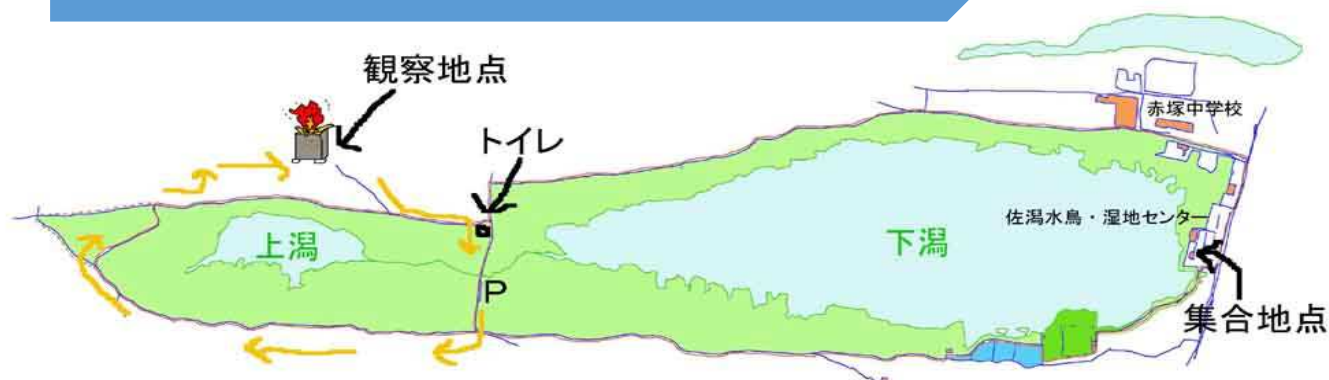 観察地点
トイレ
赤塚中学校
佐潟水鳥・湿地センター
上潟
下潟
P
集合地点